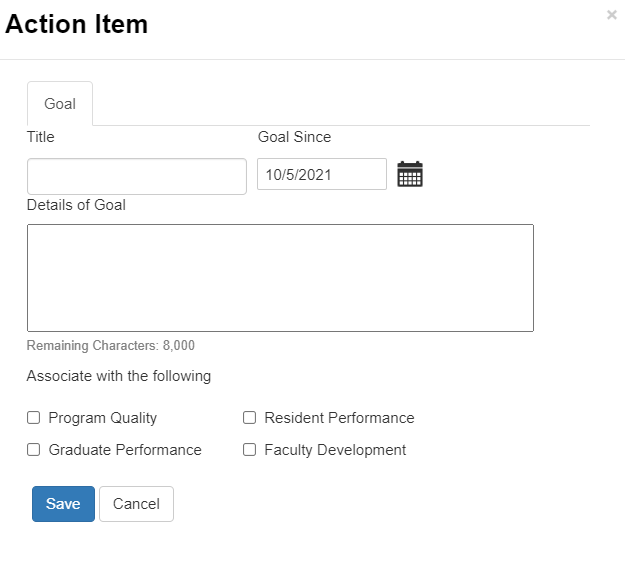 Action Item ×
Goal
Title Goal Since
10/5/2021
Details of Goal
Remaining Characters: 8,000
Associate with the following
Program Quality Resident Performance
Graduate Performance Faculty Development
Save Cancel